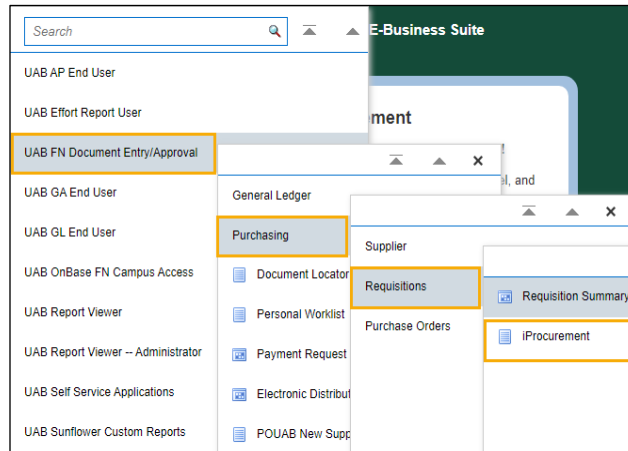 Search
E-Business Suite
UAB AP End User
UAB Effort Report User
ment
UAB FN Document Entry/Approval
el, and
UAB GA End User
General Ledger
UAB GL End User
Purchasing
Supplier
UAB OnBase FN Campus Access
Document Locator
Requisitions
Requisition Summary
UAB Report Viewer
Personal Worklist
Purchase Orders
iProcurement
UAB Report Viewer -- Administrator
Payment Request
UAB Self Service Applications
Electronic Distribut
UAB Sunflower Custom Reports
POUAB New Supp